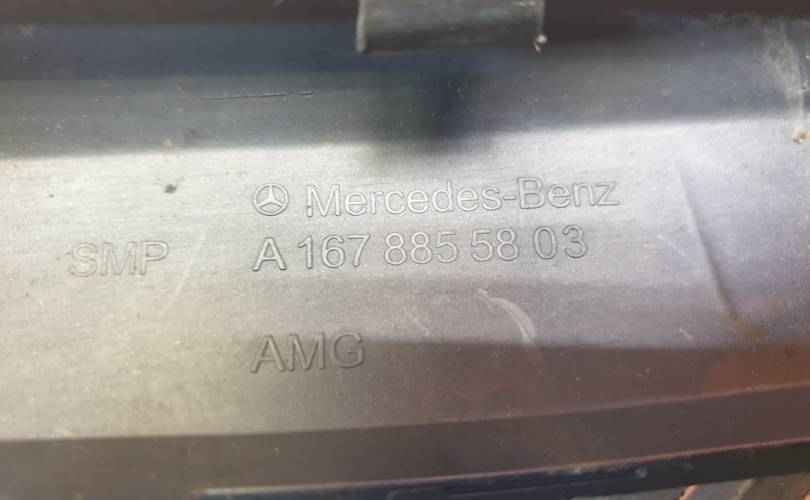 Mercedes-Benz
SMP A 167 885 58 03
AMG